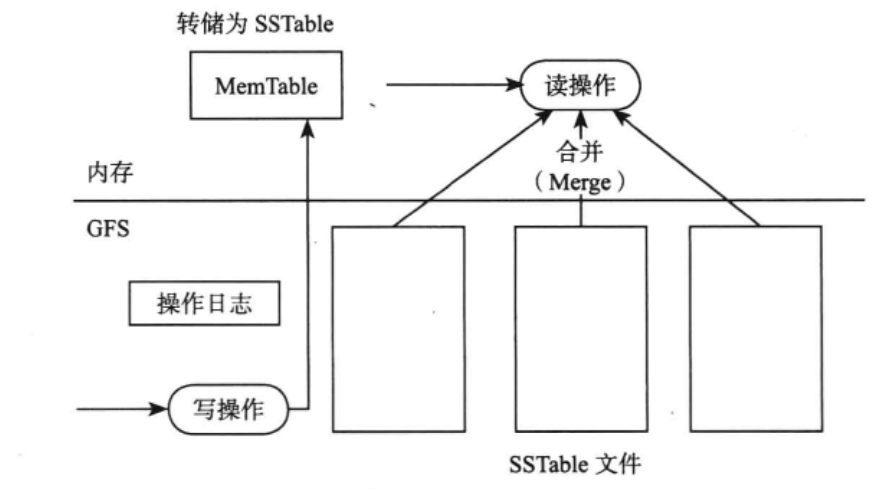 转储为 SSTable
MemTable
读操作
合并
（Merge）
内存
GFS
操作日志
写操作
SSTable 文件